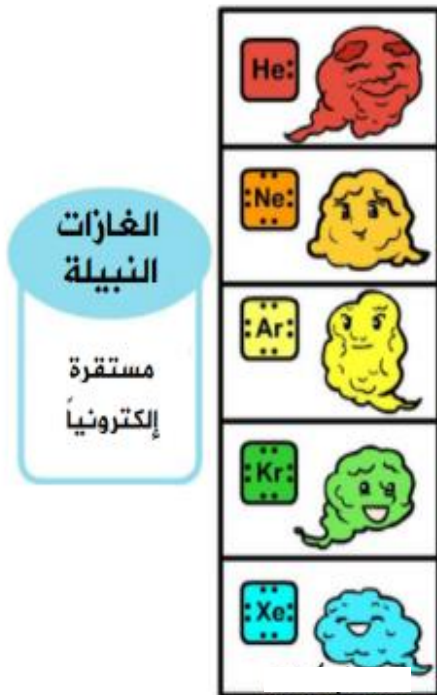 الغازات
النبيلة
مستقرة
إلكترونياً
He:
:Ne:
:Ar:
:Kr:
:Xe: